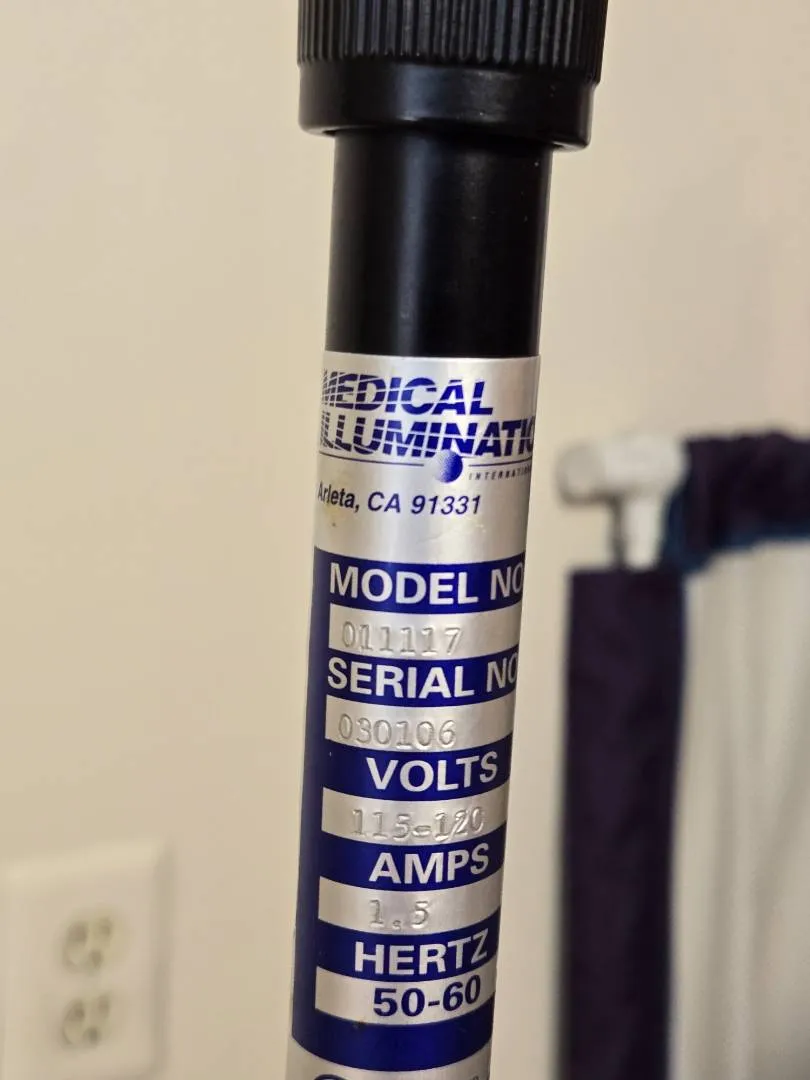 MEDICAL
ILLUMINATIO
INTERNATION
Arleta, CA 91331
MODEL NO
011117
SERIAL NO
030106
VOLTS
115-120
AMPS
1.5
HERTZ
50-60